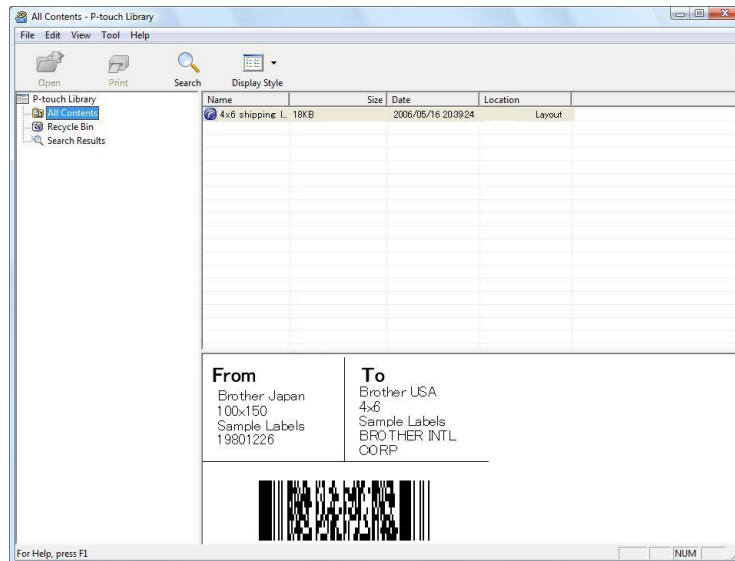 All Contents - P-touch Library
File Edit View Tool Help
Open Print Search Display Style
P-touch Library
All Contents
Recycle Bin
Search Results
Name Size Date Location
4x6 shipping l... 18KB 2006/05/16 20:39:24 Layout
From
Brother Japan
100x150
Sample Labels
19801226
To
Brother USA
4x6
Sample Labels
BROTHER INTL
CORP
For Help, press F1
NUM